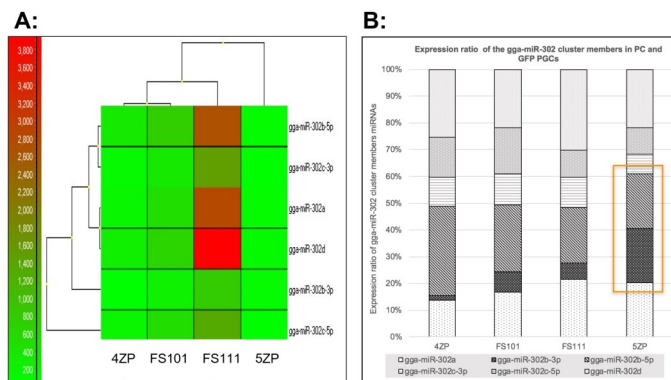 A:
B:
3,800
3,600
3,400
3,200
3,000
2,800
2,600
2,400
2,200
2,000
1,800
1,600
1,400
1,200
1,000
800
600
400
200
gga-miR-302b-5p
gga-miR-302c-3p
gga-miR-302a
gga-miR-302d
gga-miR-302b-3p
gga-miR-302c-5p
4ZP FS101 FS111 5ZP
Expression ratio of the gga-miR-302 cluster members in PC and
GFP PGCs
Expression ratio of gga-miR-302 cluster members miRNAs
100%
90%
80%
70%
60%
50%
40%
30%
20%
10%
0%
4ZP FS101 FS111 5ZP
gga-miR-302a gga-miR-302b-3p gga-miR-302b-5p
gga-miR-302c-3p gga-miR-302c-5p gga-miR-302d